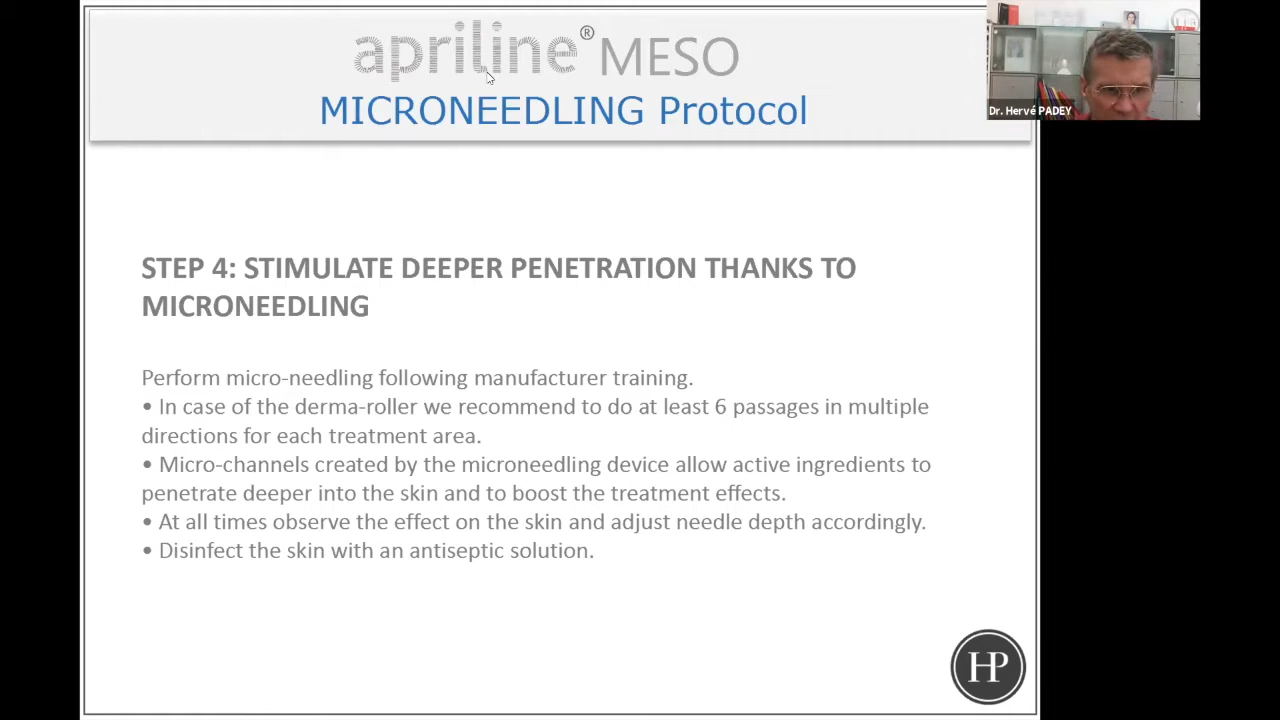 apriline® MESO
MICRONEEDLING Protocol
Dr. Hervé PADEY
STEP 4: STIMULATE DEEPER PENETRATION THANKS TO
MICRONEEDLING
Perform micro-needling following manufacturer training.
• In case of the derma-roller we recommend to do at least 6 passages in multiple
directions for each treatment area.
• Micro-channels created by the microneedling device allow active ingredients to
penetrate deeper into the skin and to boost the treatment effects.
• At all times observe the effect on the skin and adjust needle depth accordingly.
• Disinfect the skin with an antiseptic solution.
HP